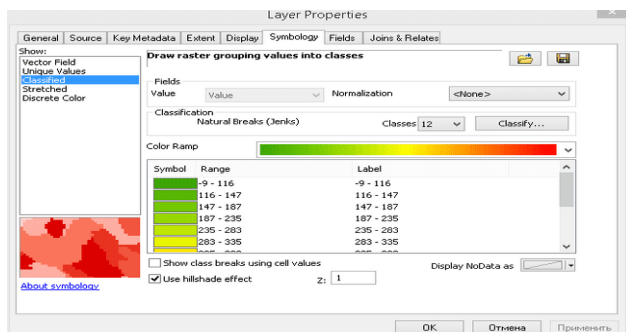 Layer Properties
General Source Key Metadata Extent Display Symbology Fields Joins & Relates
Show:
Vector Field
Unique Values
Classified
Stretched
Discrete Color
Draw raster grouping values into classes
Fields
Value Value Normalization <None>
Classification
Natural Breaks (Jenks) Classes 12 Classify...
Color Ramp
Symbol Range Label
-9 - 116 -9 - 116
116 - 147 116 - 147
147 - 187 147 - 187
187 - 235 187 - 235
235 - 283 235 - 283
283 - 335 283 - 335
Show class breaks using cell values Display NoData as
Use hillshade effect Z: 1
About symbology
OK Отмена Применить